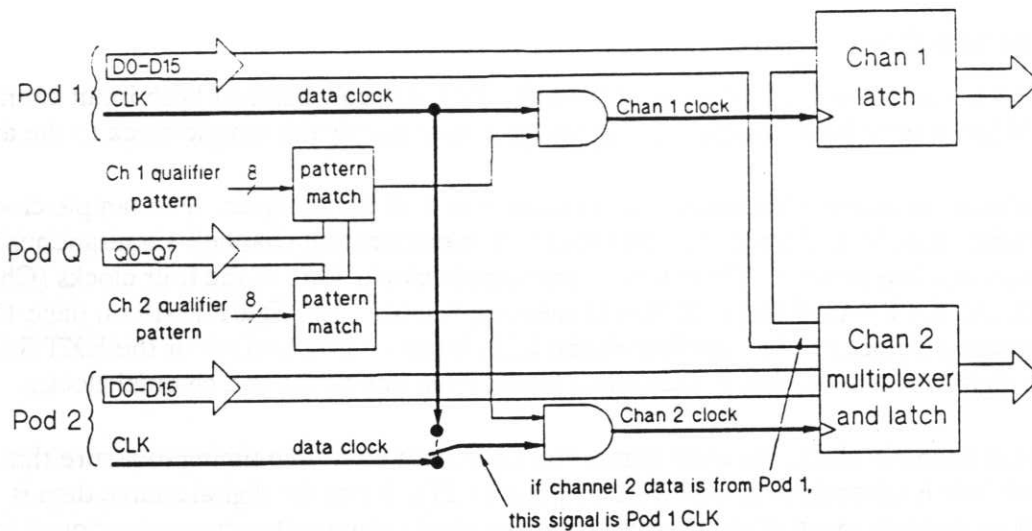 Pod 1
D0-D15
CLK
data clock
Chan 1 clock
Chan 1
latch
Ch 1 qualifier
pattern
8
pattern
match
Pod Q
Q0-Q7
Ch 2 qualifier
pattern
8
pattern
match
Pod 2
D0-D15
CLK
data clock
Chan 2 clock
Chan 2
multiplexer
and latch
if channel 2 data is from Pod 1,
this signal is Pod 1 CLK